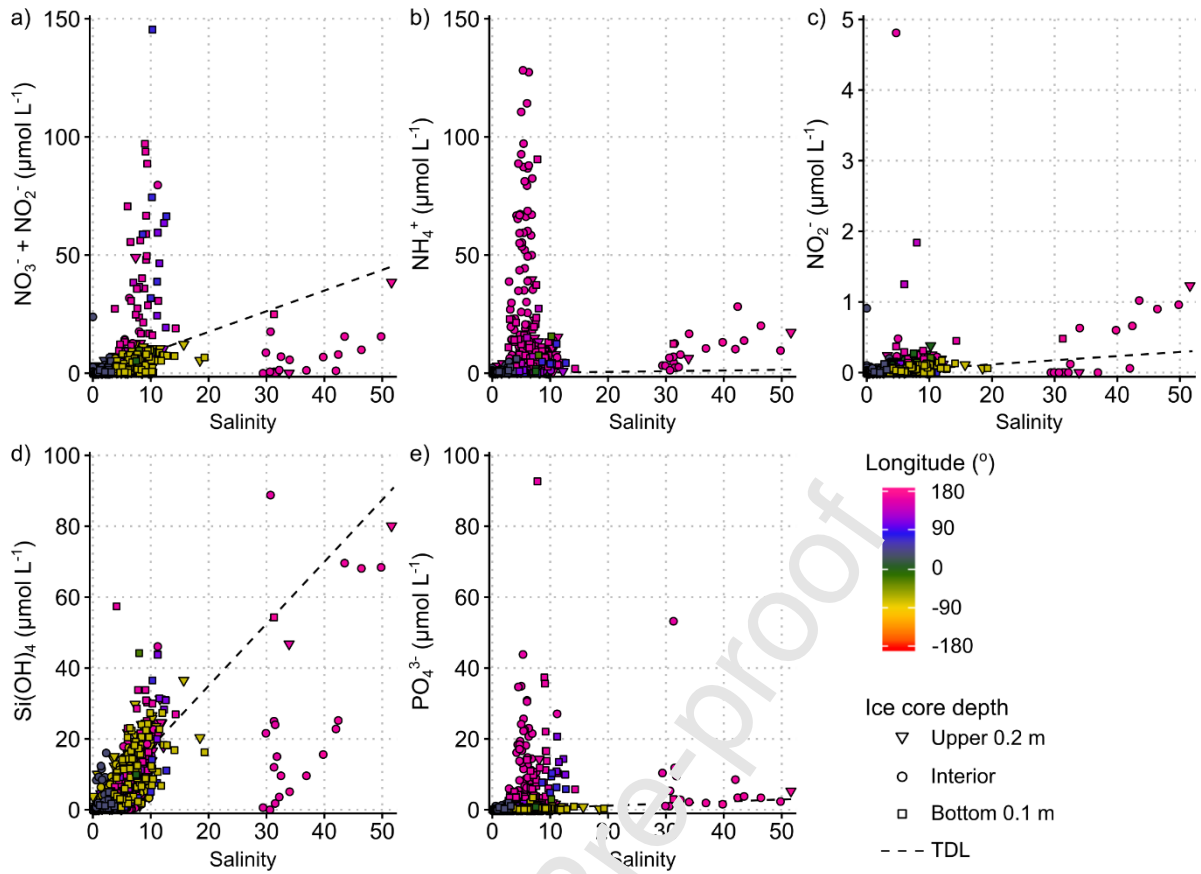 a)
NO₃⁻ + NO₂⁻ (µmol L⁻¹)
150
100
50
0
0 10 20 30 40 50
Salinity
b)
NH₄⁺ (µmol L⁻¹)
150
100
50
0
0 10 20 30 40 50
Salinity
c)
NO₂⁻ (µmol L⁻¹)
5
4
3
2
1
0
0 10 20 30 40 50
Salinity
d)
Si(OH)₄ (µmol L⁻¹)
100
80
60
40
20
0
0 10 20 30 40 50
Salinity
e)
PO₄³⁻ (µmol L⁻¹)
100
80
60
40
20
0
0 10 20 30 40 50
Salinity
Longitude (º)
180
90
0
-90
-180
Ice core depth
Upper 0.2 m
Interior
Bottom 0.1 m
TDL
Pre-proof